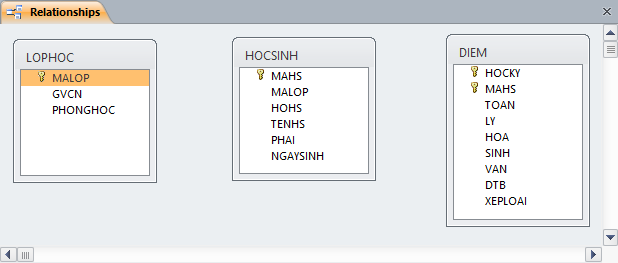 Relationships
LOPHOC
MALOP
GVCN
PHONGHOC
HOCSINH
MAHS
MALOP
HOHS
TENHS
PHAI
NGAYSINH
DIEM
HOCKY
MAHS
TOAN
LY
HOA
SINH
VAN
DTB
XEPLOAI